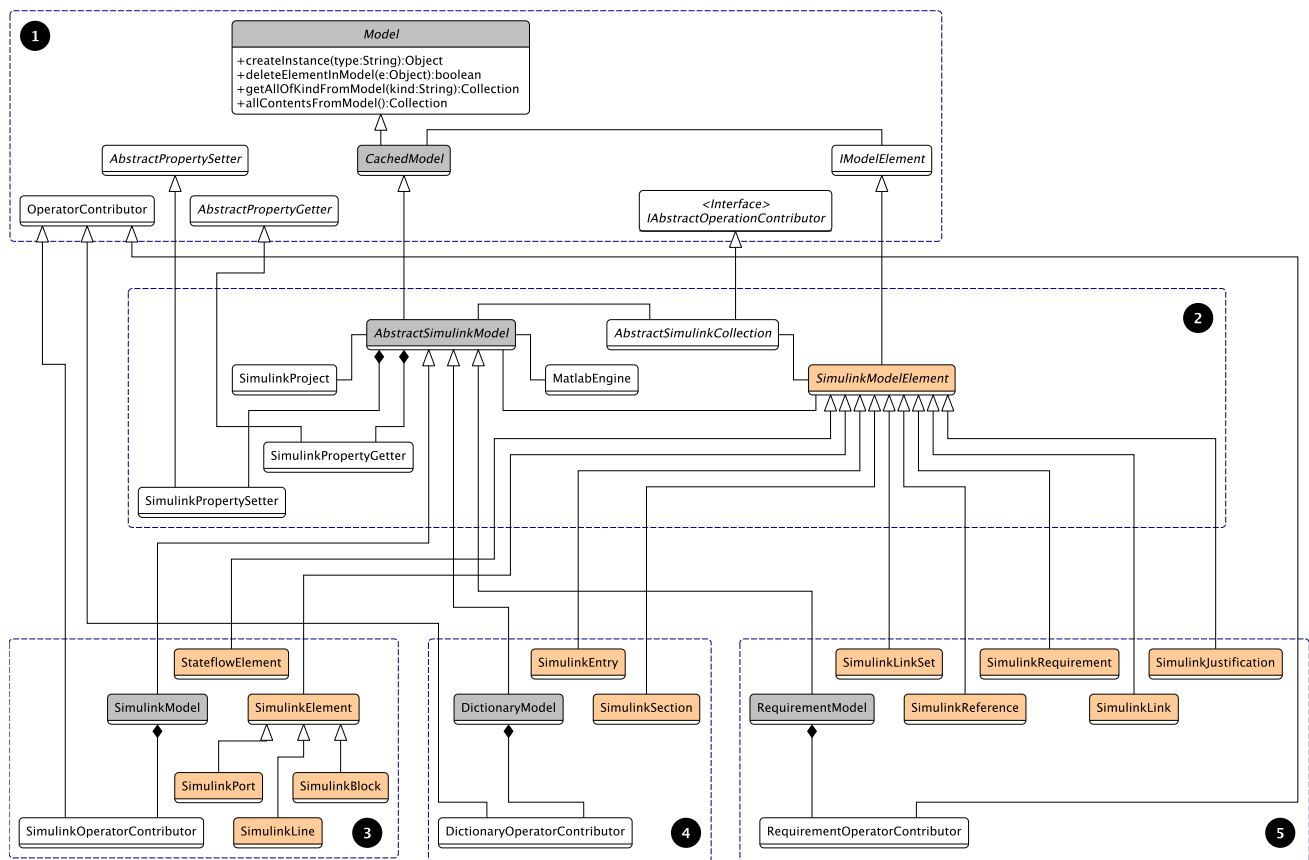 1
Model
+createInstance(type:String):Object
+deleteElementInModel(e:Object):boolean
+getAllOfKindFromModel(kind:String):Collection
+allContentsFromModel():Collection
AbstractPropertySetter
CachedModel
IModelElement
OperatorContributor
AbstractPropertyGetter
<Interface>
IAbstractOperationContributor
2
AbstractSimulinkModel
AbstractSimulinkCollection
SimulinkProject
MatlabEngine
SimulinkModelElement
SimulinkPropertyGetter
SimulinkPropertySetter
StateflowElement
SimulinkModel
SimulinkElement
SimulinkPort
SimulinkBlock
SimulinkOperatorContributor
SimulinkLine
3
SimulinkEntry
DictionaryModel
SimulinkSection
DictionaryOperatorContributor
4
SimulinkLinkSet
SimulinkRequirement
SimulinkJustification
RequirementModel
SimulinkReference
SimulinkLink
RequirementOperatorContributor
5